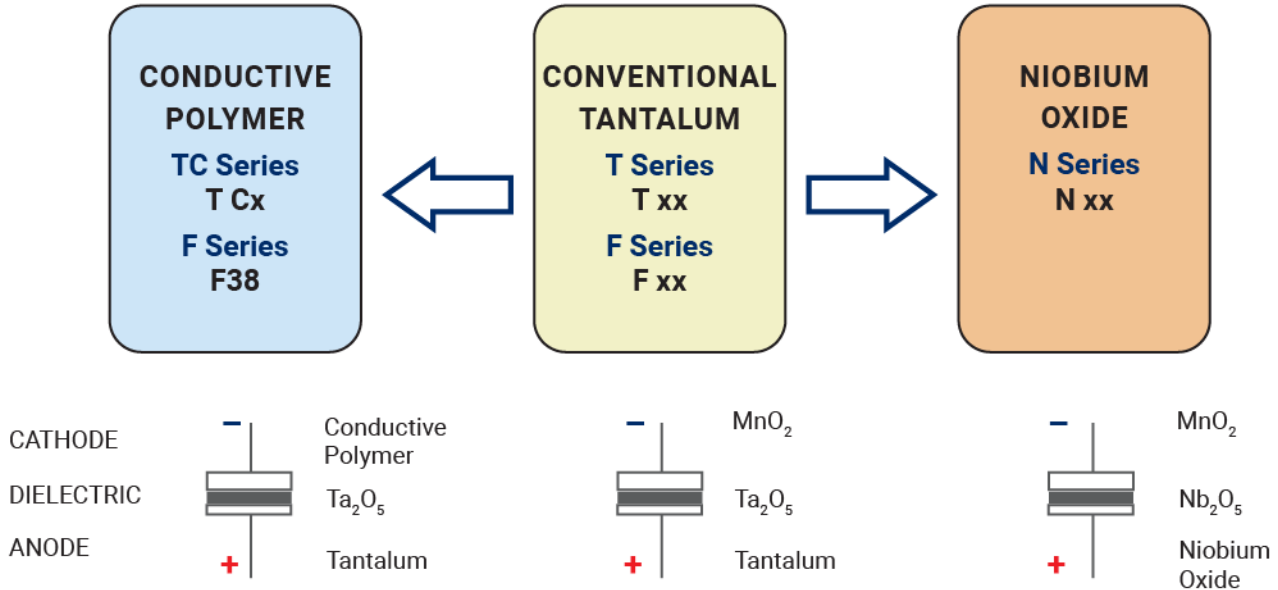 CONDUCTIVE
POLYMER
TC Series
T Cx
F Series
F38
CONVENTIONAL
TANTALUM
T Series
T xx
F Series
F xx
NIOBIUM
OXIDE
N Series
N xx
CATHODE
DIELECTRIC
ANODE
−
Conductive
Polymer
Ta₂O₅
+
Tantalum
−
MnO₂
Ta₂O₅
+
Tantalum
−
MnO₂
Nb₂O₅
+
Niobium
Oxide